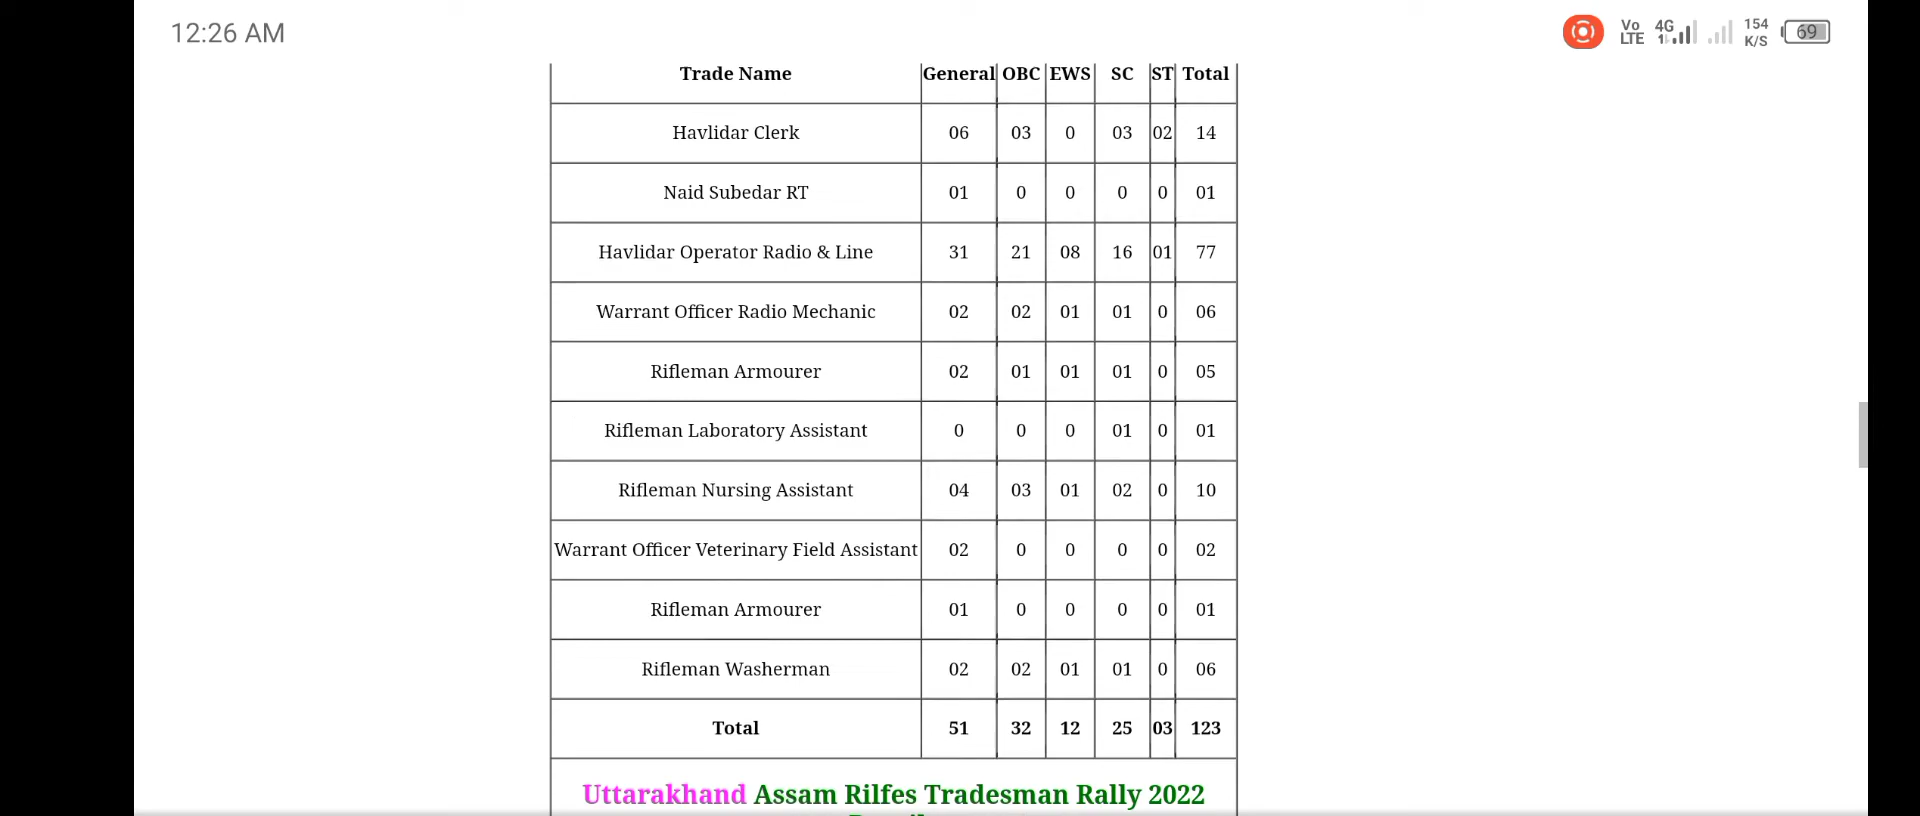 12:26 AM
Vo LTE 4G 154 K/S 69
Trade Name General OBC EWS SC ST Total
Havlidar Clerk 06 03 0 03 02 14
Naid Subedar RT 01 0 0 0 0 01
Havlidar Operator Radio & Line 31 21 08 16 01 77
Warrant Officer Radio Mechanic 02 02 01 01 0 06
Rifleman Armourer 02 01 01 01 0 05
Rifleman Laboratory Assistant 0 0 0 01 0 01
Rifleman Nursing Assistant 04 03 01 02 0 10
Warrant Officer Veterinary Field Assistant 02 0 0 0 0 02
Rifleman Armourer 01 0 0 0 0 01
Rifleman Washerman 02 02 01 01 0 06
Total 51 32 12 25 03 123
Uttarakhand Assam Rilfes Tradesman Rally 2022